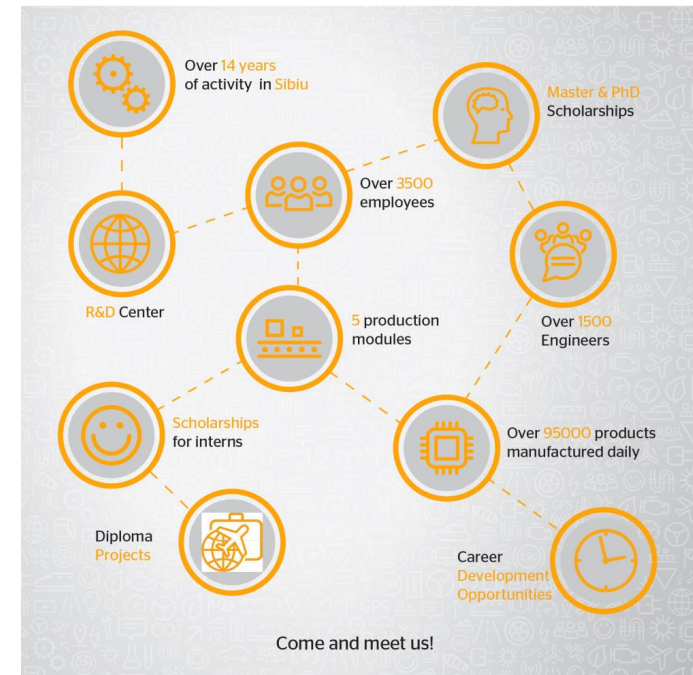 Over 14 years
of activity in Sibiu
Master & PhD
Scholarships
Over 3500
employees
R&D Center
5 production
modules
Over 1500
Engineers
Scholarships
for interns
Over 95000 products
manufactured daily
Diploma
Projects
Career
Development
Opportunities
Come and meet us!